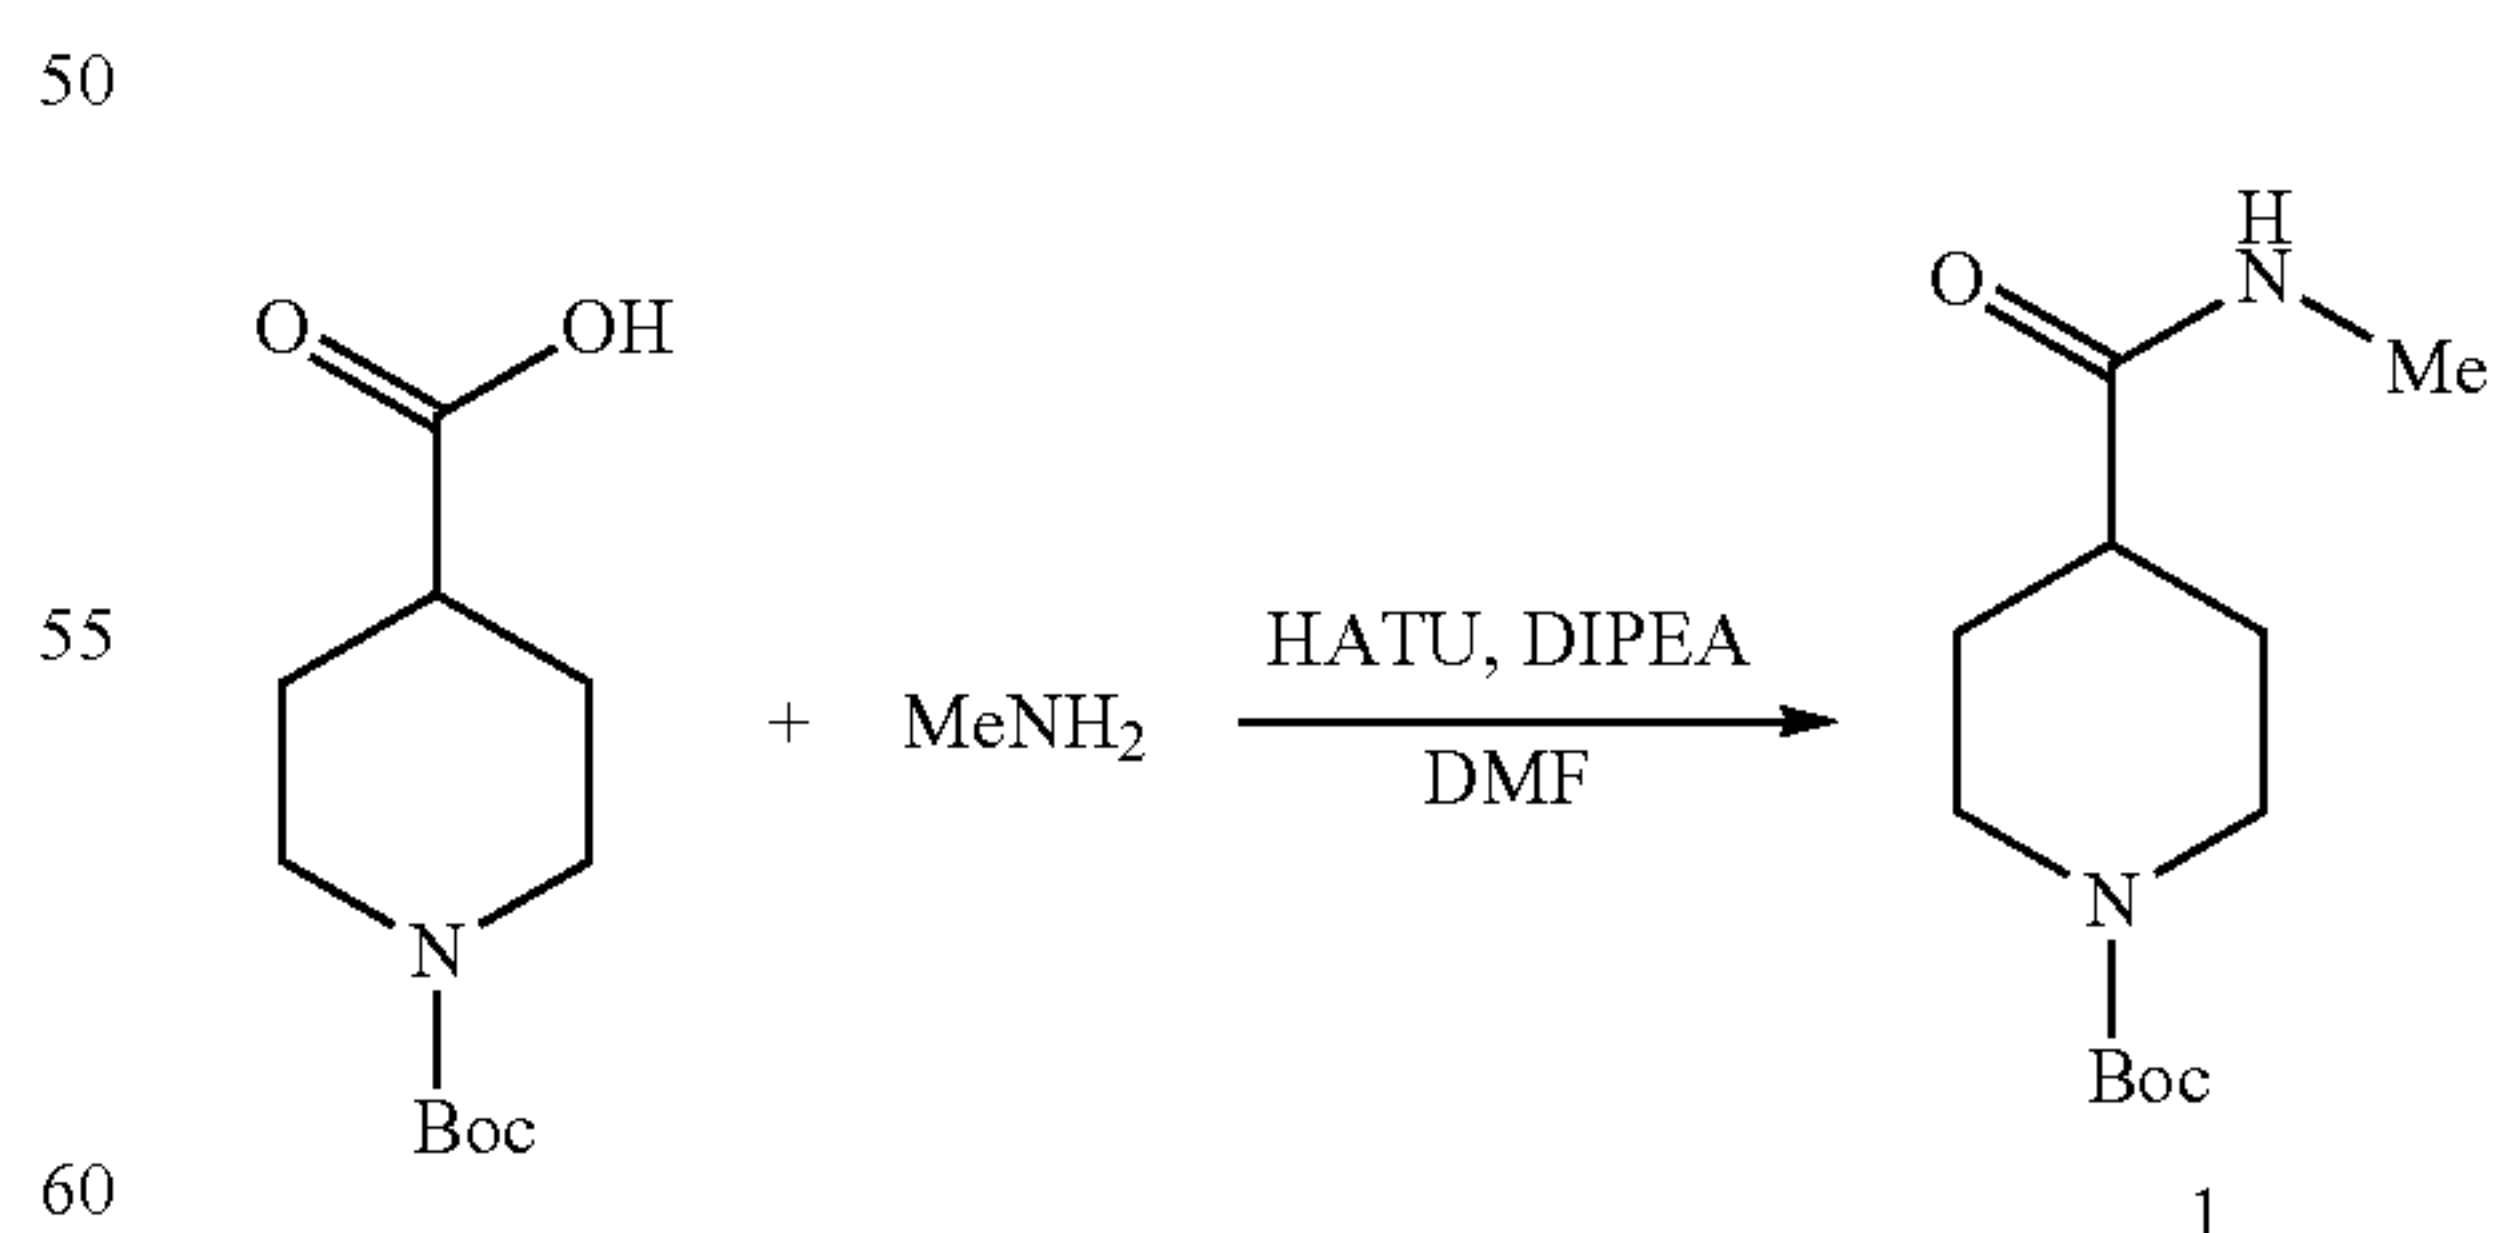 50
H
O N
O OH Me
55 HATU, DIPEA
+ MeNH₂
DMF
N N
Boc Boc
60 1